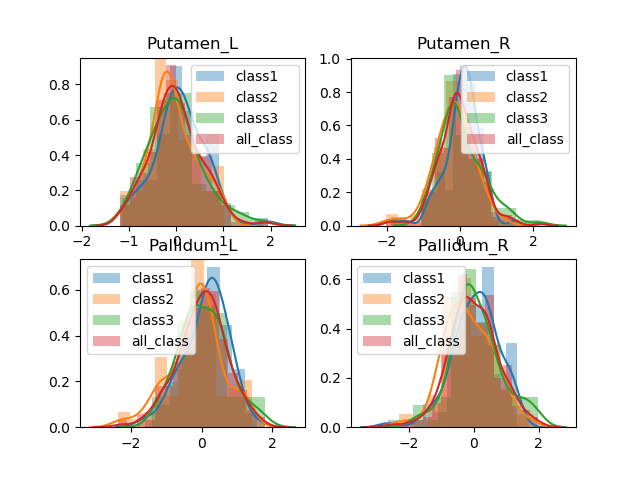 Putamen_L
0.8
0.6
0.4
0.2
0.0
−2
−1
0
1
2
class1
class2
class3
all_class
Putamen_R
1.0
0.8
0.6
0.4
0.2
0.0
−2
0
2
class1
class2
class3
all_class
Pallidum_L
0.6
0.4
0.2
0.0
−2
0
2
class1
class2
class3
all_class
Pallidum_R
0.6
0.4
0.2
0.0
−2
0
2
class1
class2
class3
all_class